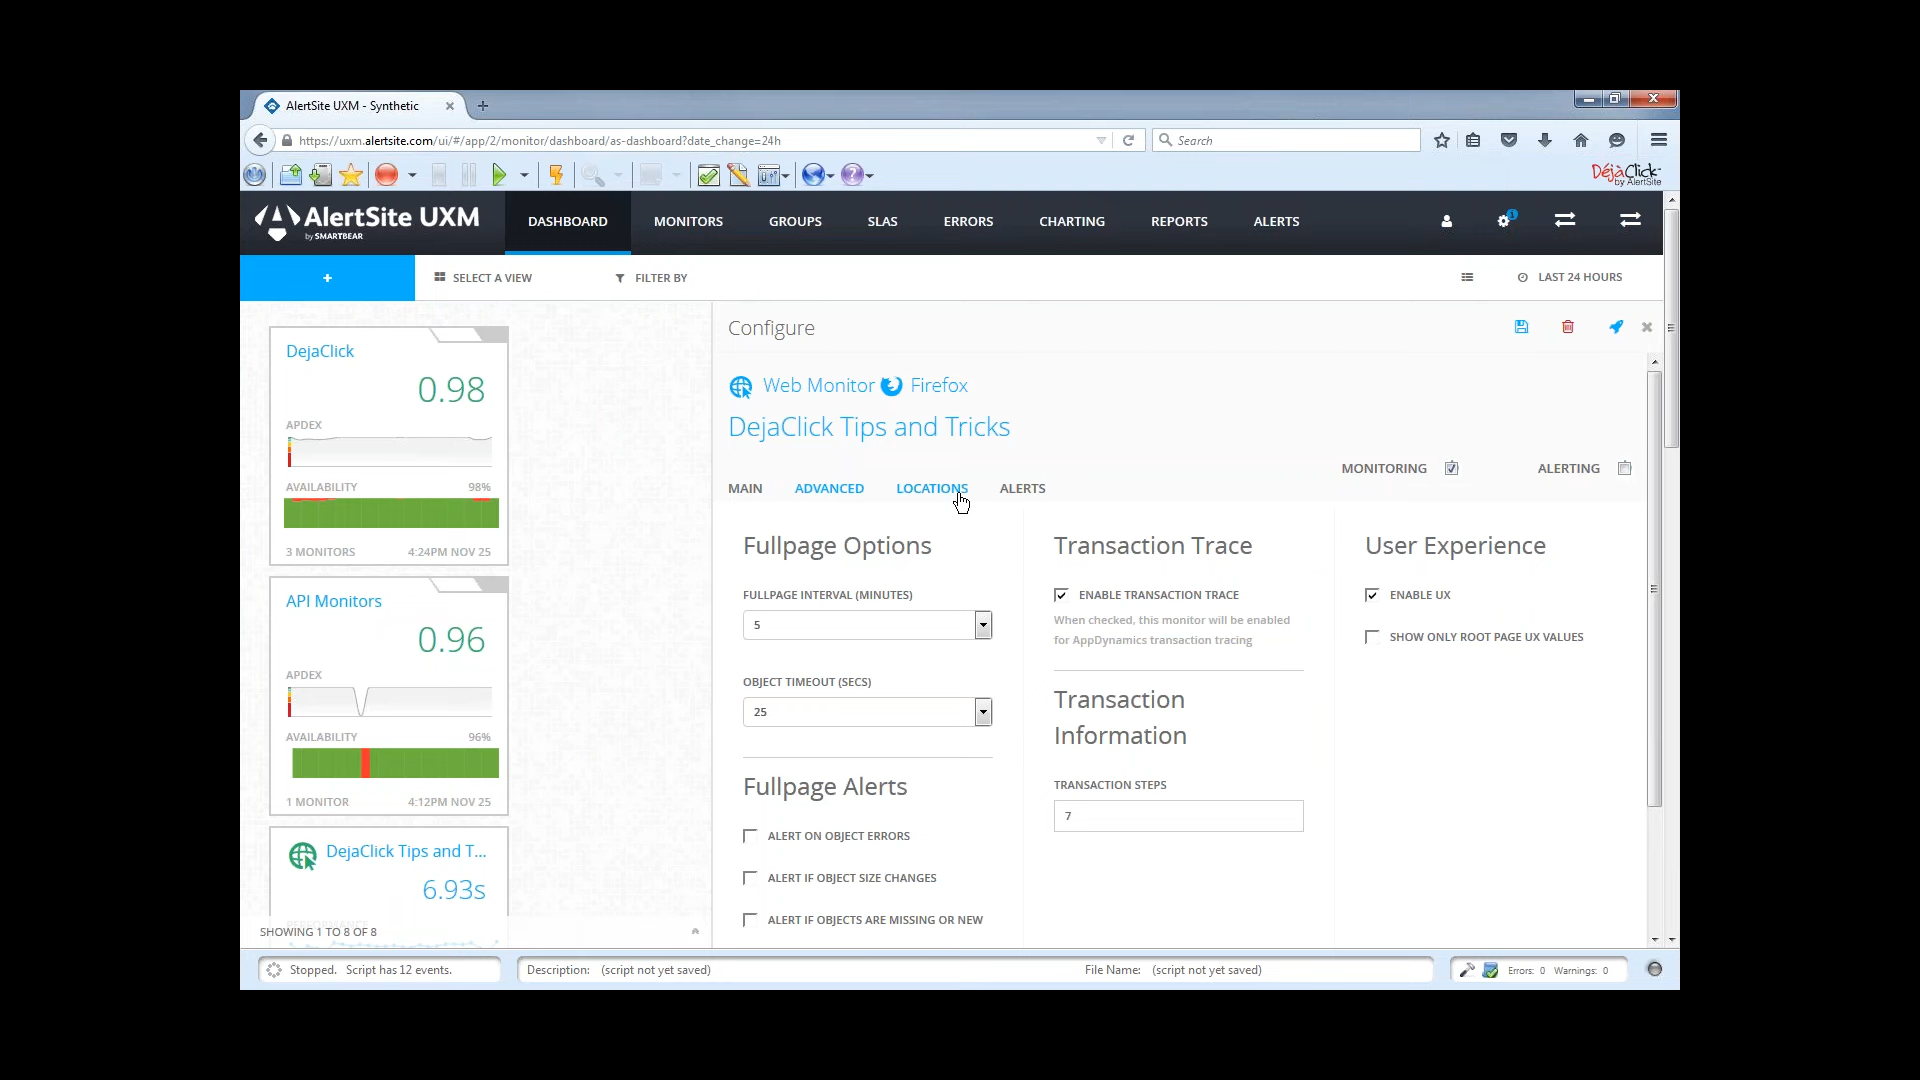 AlertSite UXM - Synthetic
https://uxm.alertsite.com/ui/#/app/2/monitor/dashboard/as-dashboard?date_change=24h
Search
DéjàClick
by AlertSite
AlertSite UXM
by SMARTBEAR
DASHBOARD
MONITORS
GROUPS
SLAS
ERRORS
CHARTING
REPORTS
ALERTS
1
+
SELECT A VIEW
FILTER BY
LAST 24 HOURS
DejaClick
0.98
APDEX
AVAILABILITY 98%
3 MONITORS 4:24PM NOV 25
API Monitors
0.96
APDEX
AVAILABILITY 96%
1 MONITOR 4:12PM NOV 25
DejaClick Tips and T...
6.93s
PERFORMANCE
SHOWING 1 TO 8 OF 8
Configure
Web Monitor Firefox
DejaClick Tips and Tricks
MONITORING
ALERTING
MAIN
ADVANCED
LOCATIONS
ALERTS
Fullpage Options
FULLPAGE INTERVAL (MINUTES)
5
OBJECT TIMEOUT (SECS)
25
Fullpage Alerts
ALERT ON OBJECT ERRORS
ALERT IF OBJECT SIZE CHANGES
ALERT IF OBJECTS ARE MISSING OR NEW
Transaction Trace
ENABLE TRANSACTION TRACE
When checked, this monitor will be enabled
for AppDynamics transaction tracing
Transaction
Information
TRANSACTION STEPS
7
User Experience
ENABLE UX
SHOW ONLY ROOT PAGE UX VALUES
Stopped. Script has 12 events.
Description: (script not yet saved)
File Name: (script not yet saved)
Errors: 0 Warnings: 0